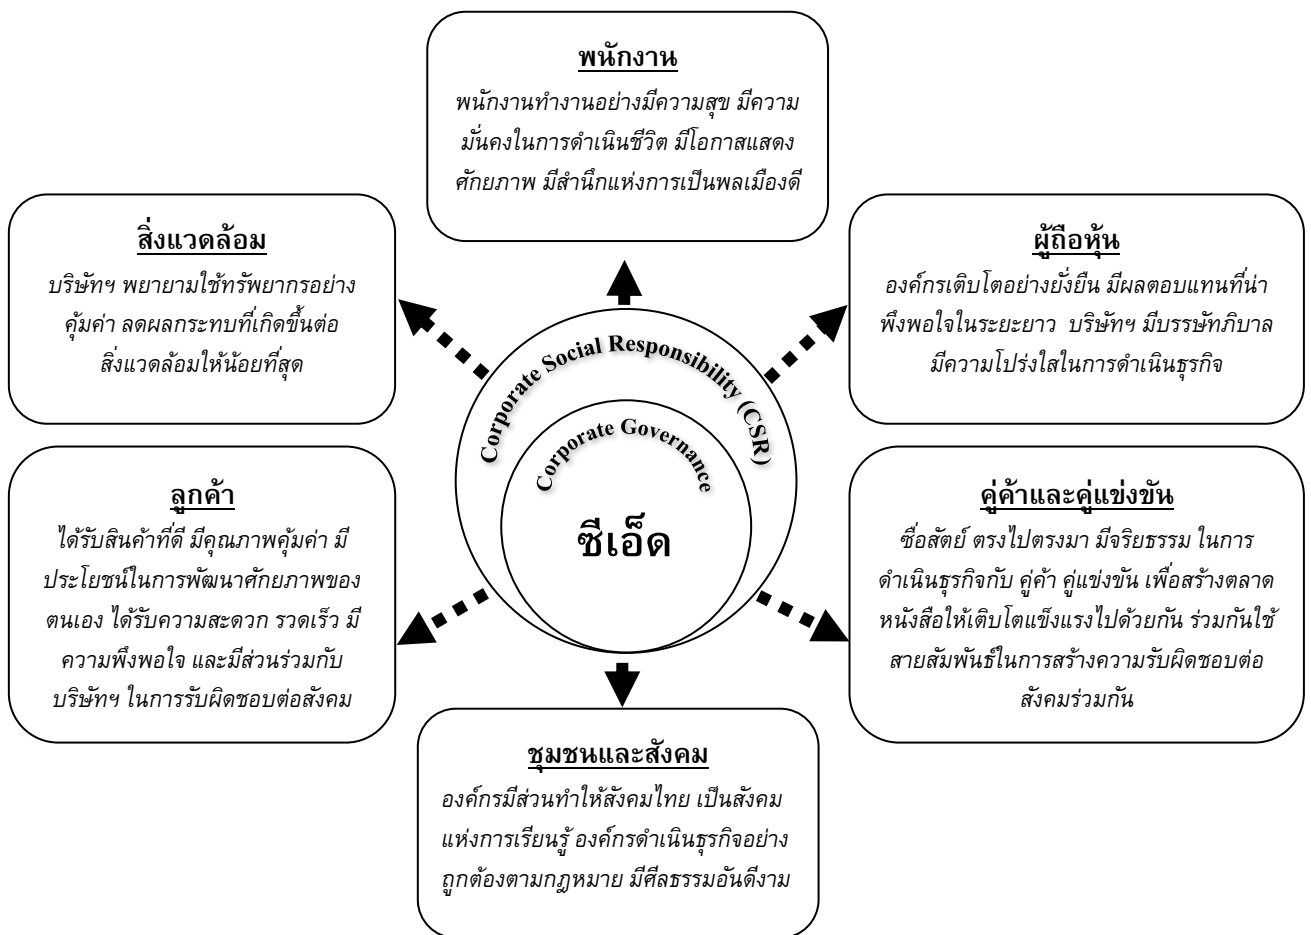 พนักงาน
พนักงานทำงานอย่างมีความสุข มีความ
มั่นคงในการดำเนินชีวิต มีโอกาสแสดง
ศักยภาพ มีสำนึกแห่งการเป็นพลเมืองดี
สิ่งแวดล้อม
บริษัทฯ พยายามใช้ทรัพยากรอย่าง
คุ้มค่า ลดผลกระทบที่เกิดขึ้นต่อ
สิ่งแวดล้อมให้น้อยที่สุด
ผู้ถือหุ้น
องค์กรเติบโตอย่างยั่งยืน มีผลตอบแทนที่น่า
พึงพอใจในระยะยาว บริษัทฯ มีบรรษัทภิบาล
มีความโปร่งใสในการดำเนินธุรกิจ
Corporate Social Responsibility (CSR)
Corporate Governance
ซีเอ็ด
ลูกค้า
ได้รับสินค้าที่ดี มีคุณภาพคุ้มค่า มี
ประโยชน์ในการพัฒนาศักยภาพของ
ตนเอง ได้รับความสะดวก รวดเร็ว มี
ความพึงพอใจ และมีส่วนร่วมกับ
บริษัทฯ ในการรับผิดชอบต่อสังคม
คู่ค้าและคู่แข่งขัน
ซื่อสัตย์ ตรงไปตรงมา มีจริยธรรม ในการ
ดำเนินธุรกิจกับ คู่ค้า คู่แข่งขัน เพื่อสร้างตลาด
หนังสือให้เติบโตแข็งแรงไปด้วยกัน ร่วมกันใช้
สายสัมพันธ์ในการสร้างความรับผิดชอบต่อ
สังคมร่วมกัน
ชุมชนและสังคม
องค์กรมีส่วนทำให้สังคมไทย เป็นสังคม
แห่งการเรียนรู้ องค์กรดำเนินธุรกิจอย่าง
ถูกต้องตามกฎหมาย มีศีลธรรมอันดีงาม